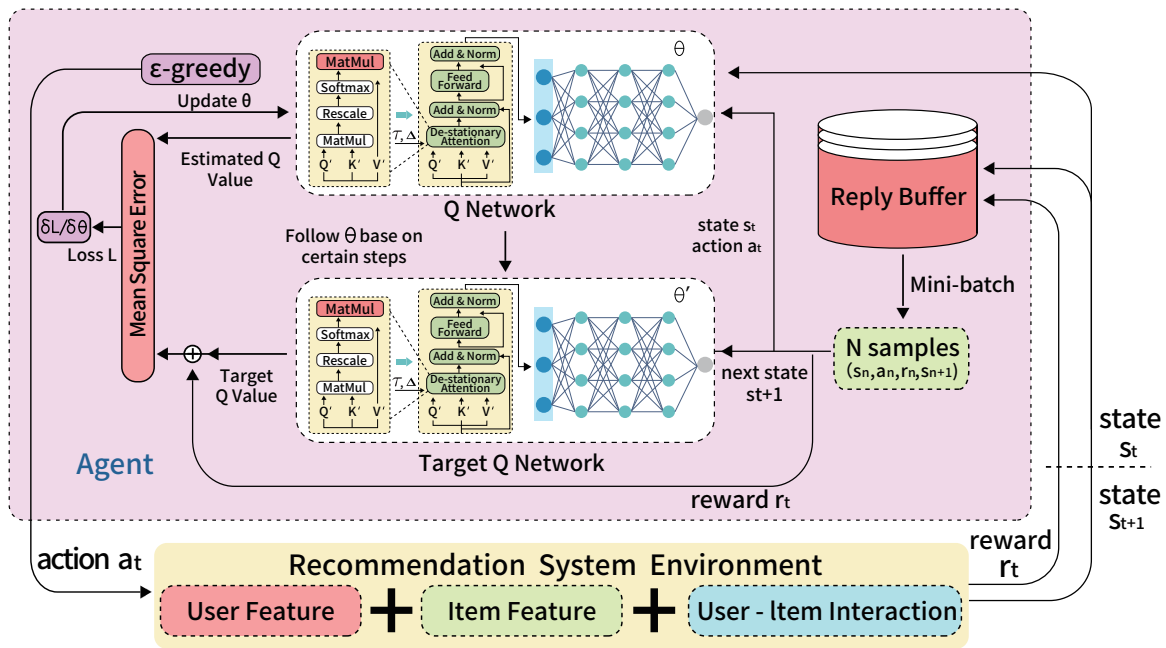 ε-greedy
Update θ
Estimated Q
Value
Mean Square Error
δL/δθ
Loss L
MatMul
Softmax
Rescale
MatMul
Q′ K′ V′
τ, Δ
Add & Norm
Feed
Forward
Add & Norm
De-stationary
Attention
Q′ K′ V′
θ
Q Network
Follow θ base on
certain steps
state st
action at
Reply Buffer
Mini-batch
N samples
(sn,an,rn,sn+1)
MatMul
Softmax
Rescale
MatMul
Q′ K′ V′
τ, Δ
Add & Norm
Feed
Forward
Add & Norm
De-stationary
Attention
Q′ K′ V′
θ′
next state
st+1
Target
Q Value
Target Q Network
Agent
reward rt
state
st
state
St+1
action at
reward
rt
Recommendation System Environment
User Feature + Item Feature + User - Item Interaction